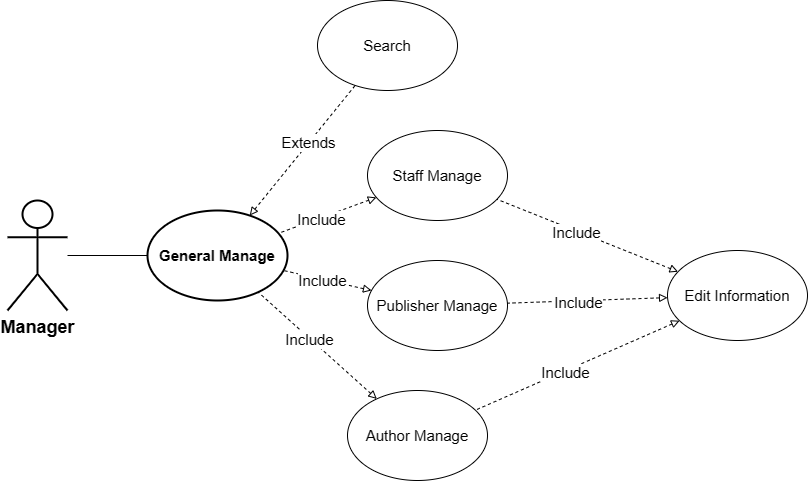 Search
Extends
Staff Manage
Include
Include
General Manage
Include
Edit Information
Publisher Manage
Include
Manager
Include
Include
Author Manage